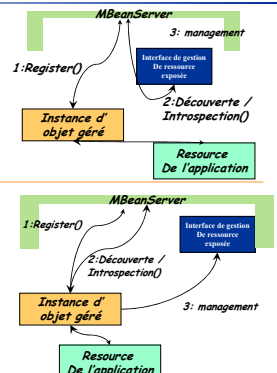 MBeanServer
3: management
1:Register()
Interface de gestion
De ressource
exposée
2:Découverte /
Introspection()
Instance d'
objet géré
Resource
De l'application
MBeanServer
1:Register()
Interface de gestion
De ressource
exposée
2:Découverte /
Introspection()
Instance d'
objet géré
3: management
Resource
De l'application